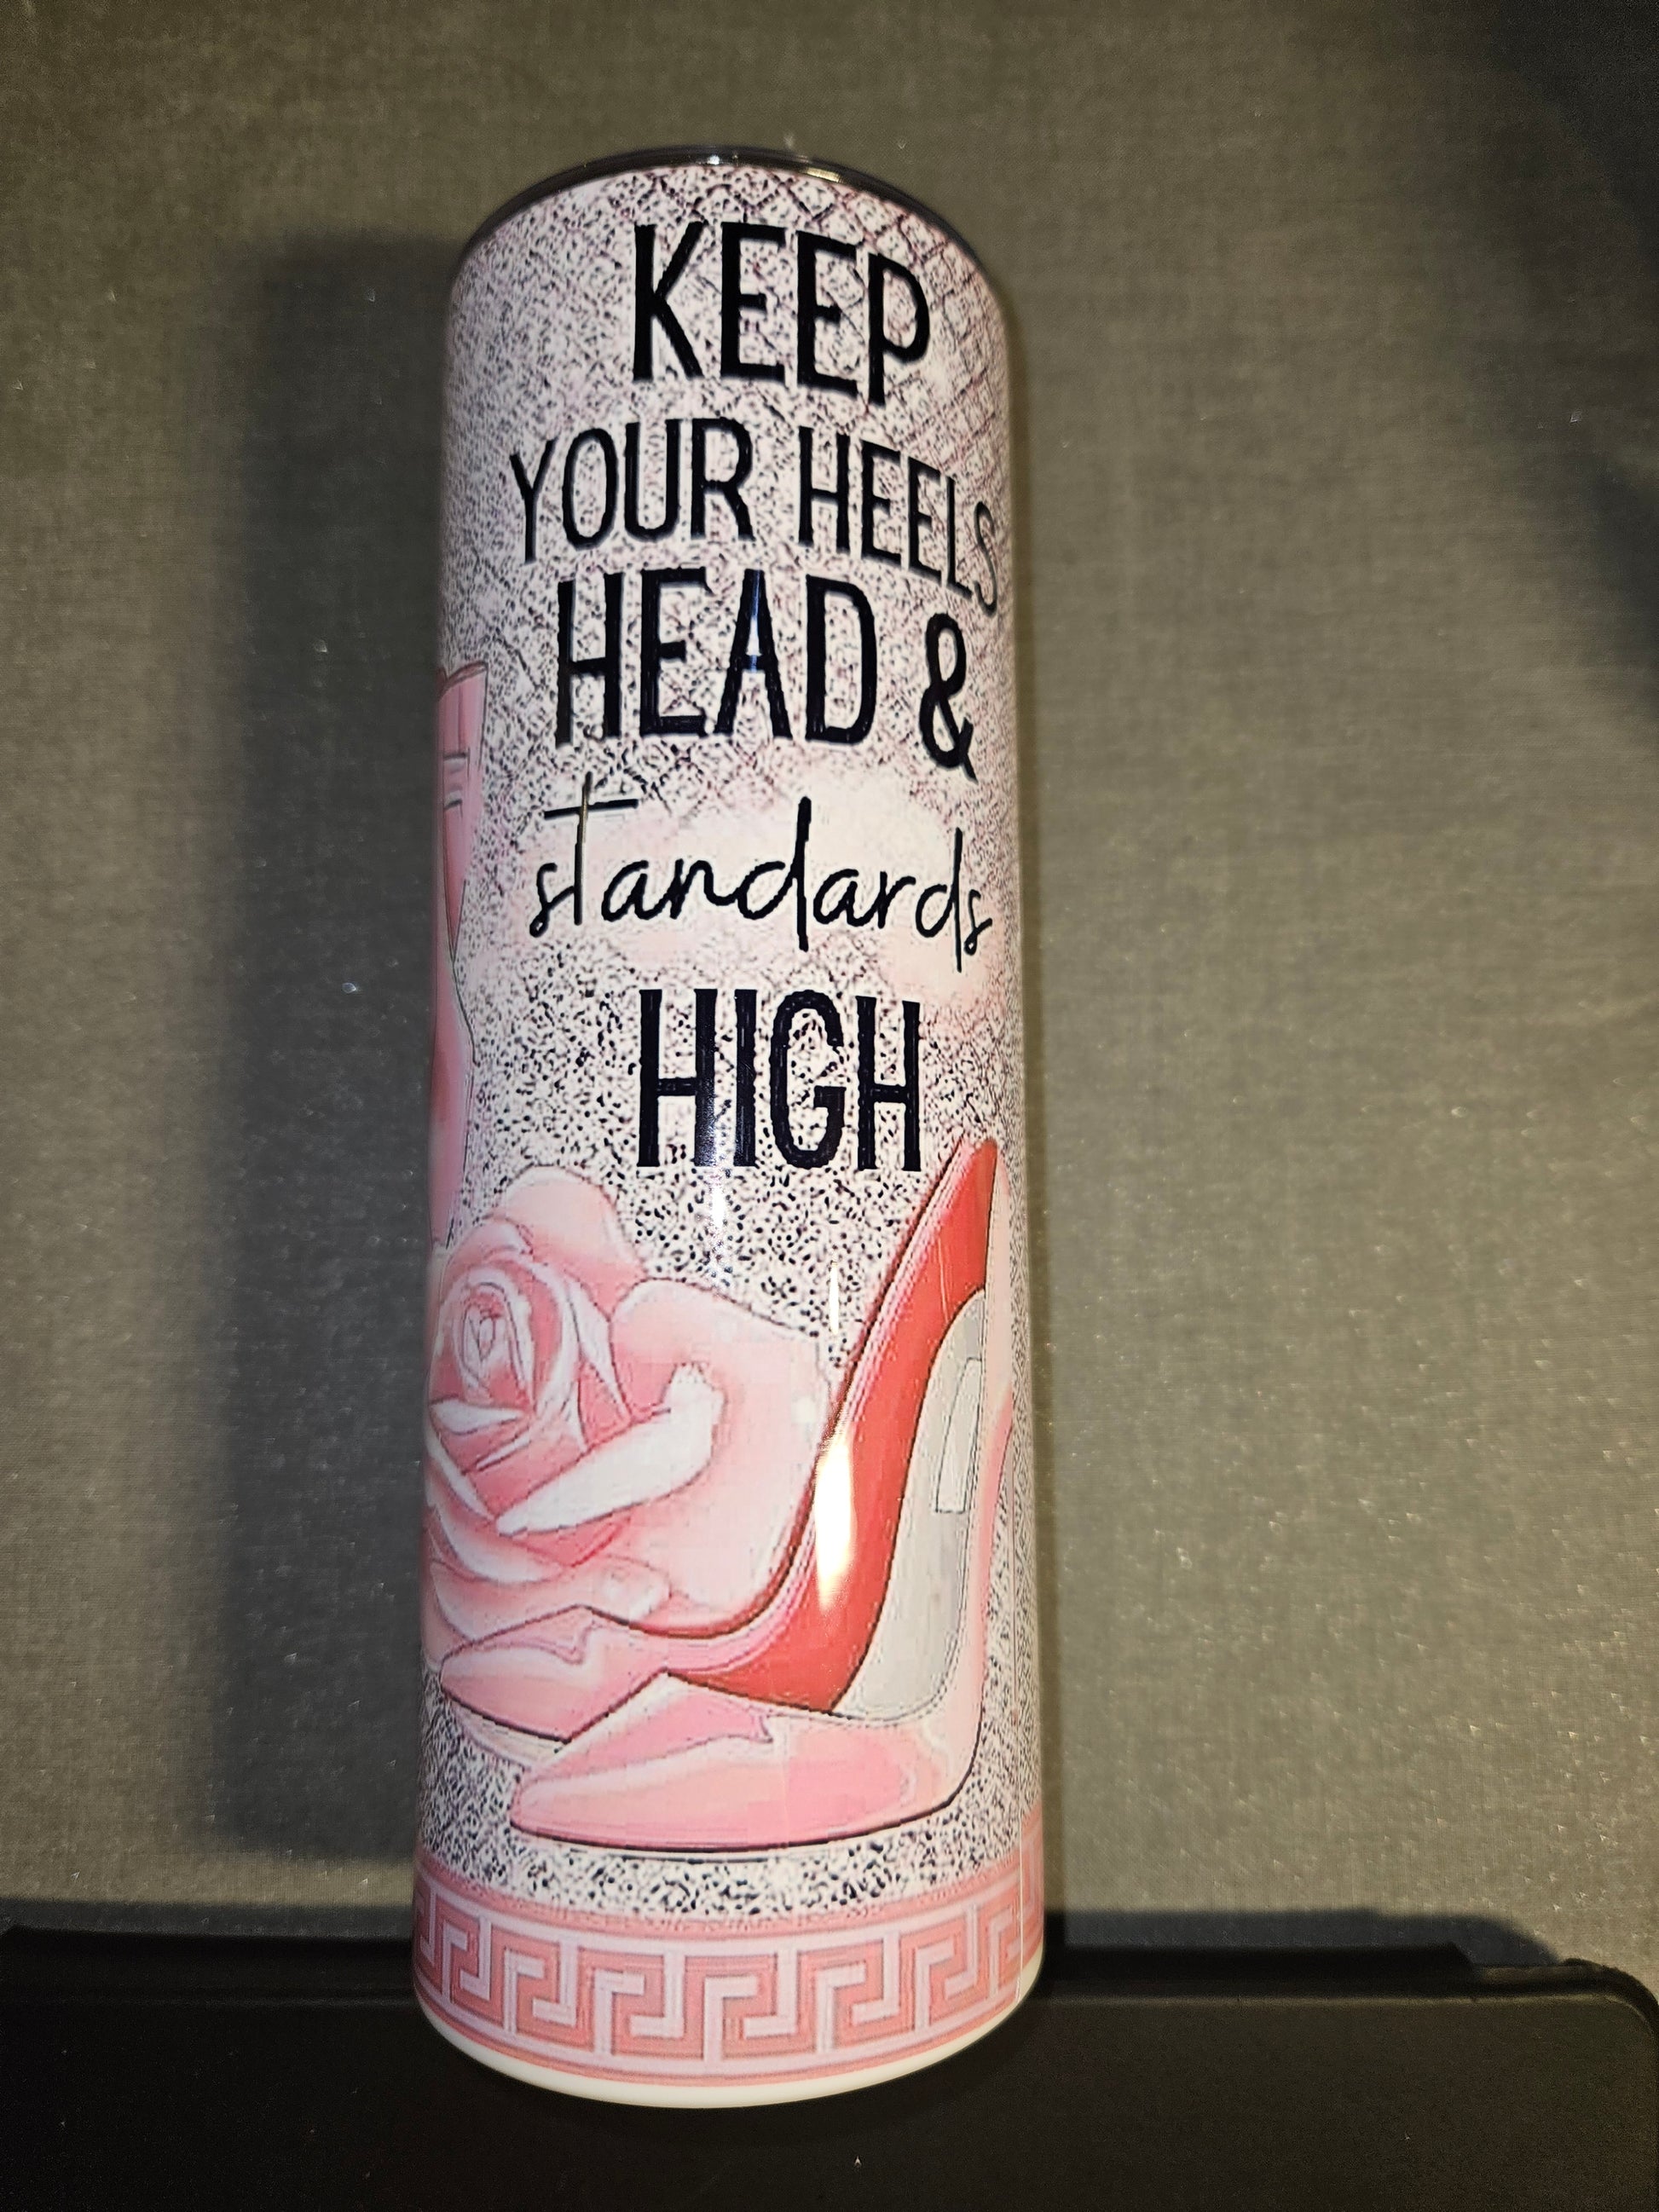 KEEP
YOUR HEELS
HEAD &
standards
HIGH